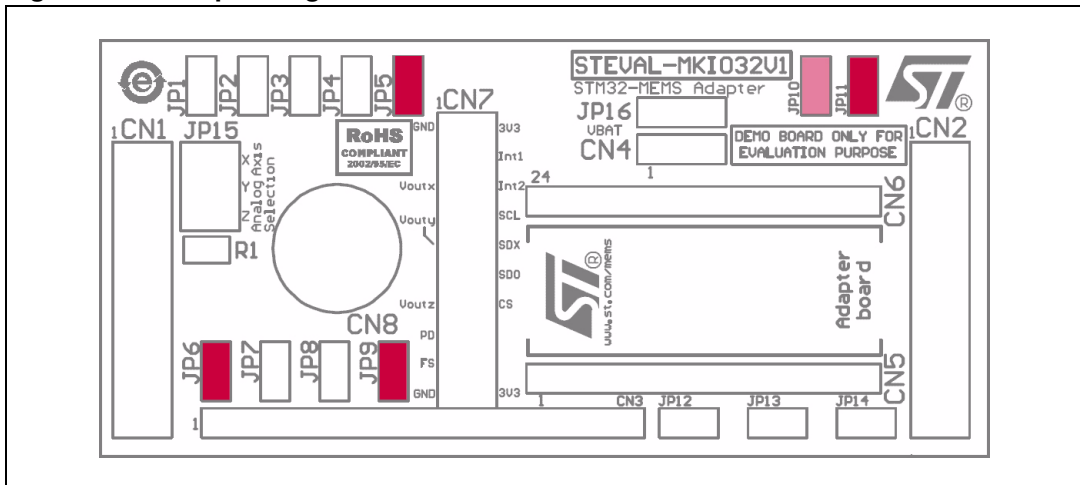 JP1
JP2
JP3
JP4
JP5
STEVAL-MKI032V1
STM32-MEMS Adapter
JP10
JP11
ST®
1CN1
JP15
1CN7
JP16
VBAT
CN4
1
DEMO BOARD ONLY FOR
EVALUATION PURPOSE
1CN2
RoHS
COMPLIANT
2002/95/EC
X
Y
Z
Analog Axis
Selection
R1
GND
3V3
Int1
Voutx
Int2
SCL
Vouty
SDX
SDO
Voutz
CS
PD
FS
GND
3V3
24
CN6
ST®
www.st.com/mems
Adapter
board
CN8
JP6
JP7
JP8
JP9
1
CN5
1
CN3
JP12
JP13
JP14